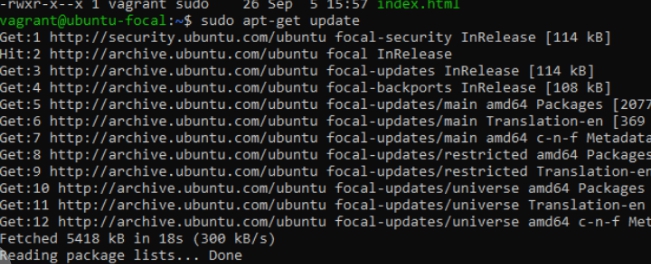 -rwxr-x--x 1 vagrant sudo    26 Sep  5 15:57 index.html
vagrant@ubuntu-focal:~$ sudo apt-get update
Get:1 http://security.ubuntu.com/ubuntu focal-security InRelease [114 kB]
Hit:2 http://archive.ubuntu.com/ubuntu focal InRelease
Get:3 http://archive.ubuntu.com/ubuntu focal-updates InRelease [114 kB]
Get:4 http://archive.ubuntu.com/ubuntu focal-backports InRelease [108 kB]
Get:5 http://archive.ubuntu.com/ubuntu focal-updates/main amd64 Packages [2077
Get:6 http://archive.ubuntu.com/ubuntu focal-updates/main Translation-en [369
Get:7 http://archive.ubuntu.com/ubuntu focal-updates/main amd64 c-n-f Metadata
Get:8 http://archive.ubuntu.com/ubuntu focal-updates/restricted amd64 Packages
Get:9 http://archive.ubuntu.com/ubuntu focal-updates/restricted Translation-en
Get:10 http://archive.ubuntu.com/ubuntu focal-updates/universe amd64 Packages
Get:11 http://archive.ubuntu.com/ubuntu focal-updates/universe Translation-en
Get:12 http://archive.ubuntu.com/ubuntu focal-updates/universe amd64 c-n-f Met
Fetched 5418 kB in 18s (300 kB/s)
Reading package lists... Done